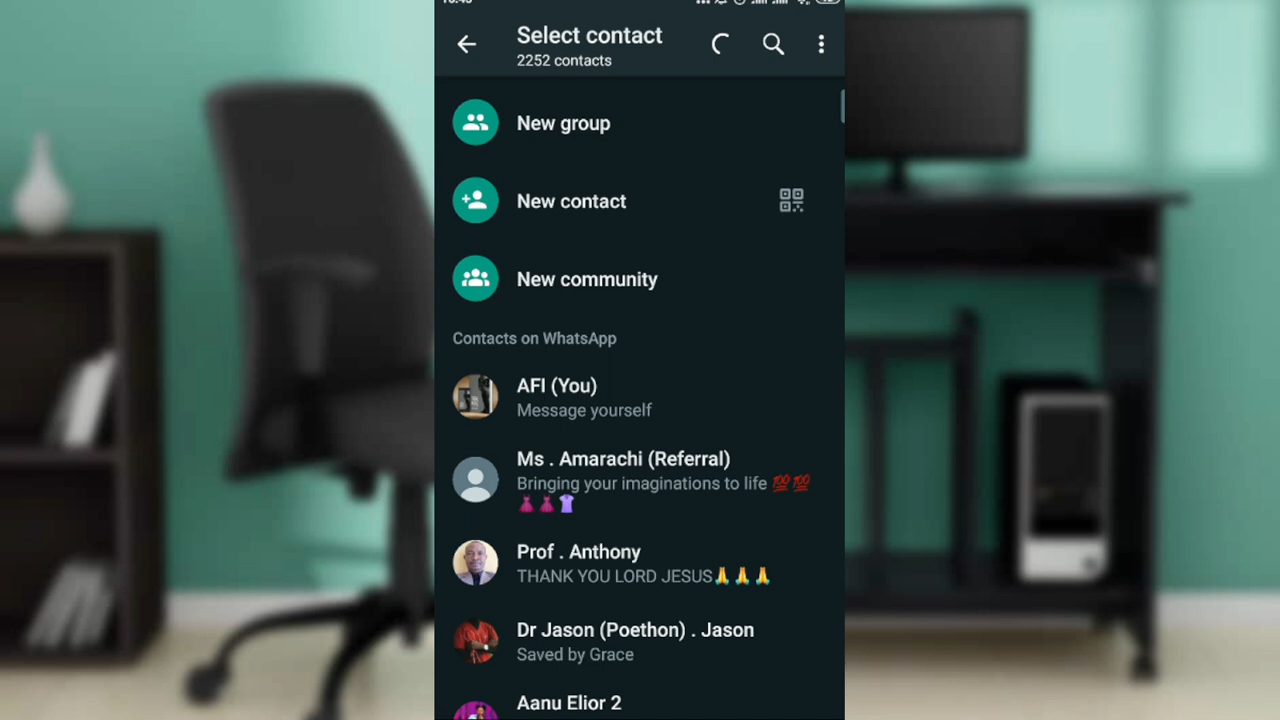 Select contact
2252 contacts
New group
New contact
New community
Contacts on WhatsApp
AFI (You)
Message yourself
Ms . Amarachi (Referral)
Bringing your imaginations to life 💯💯
👗👗👚
Prof . Anthony
THANK YOU LORD JESUS🙏🙏🙏
Dr Jason (Poethon) . Jason
Saved by Grace
Aanu Elior 2